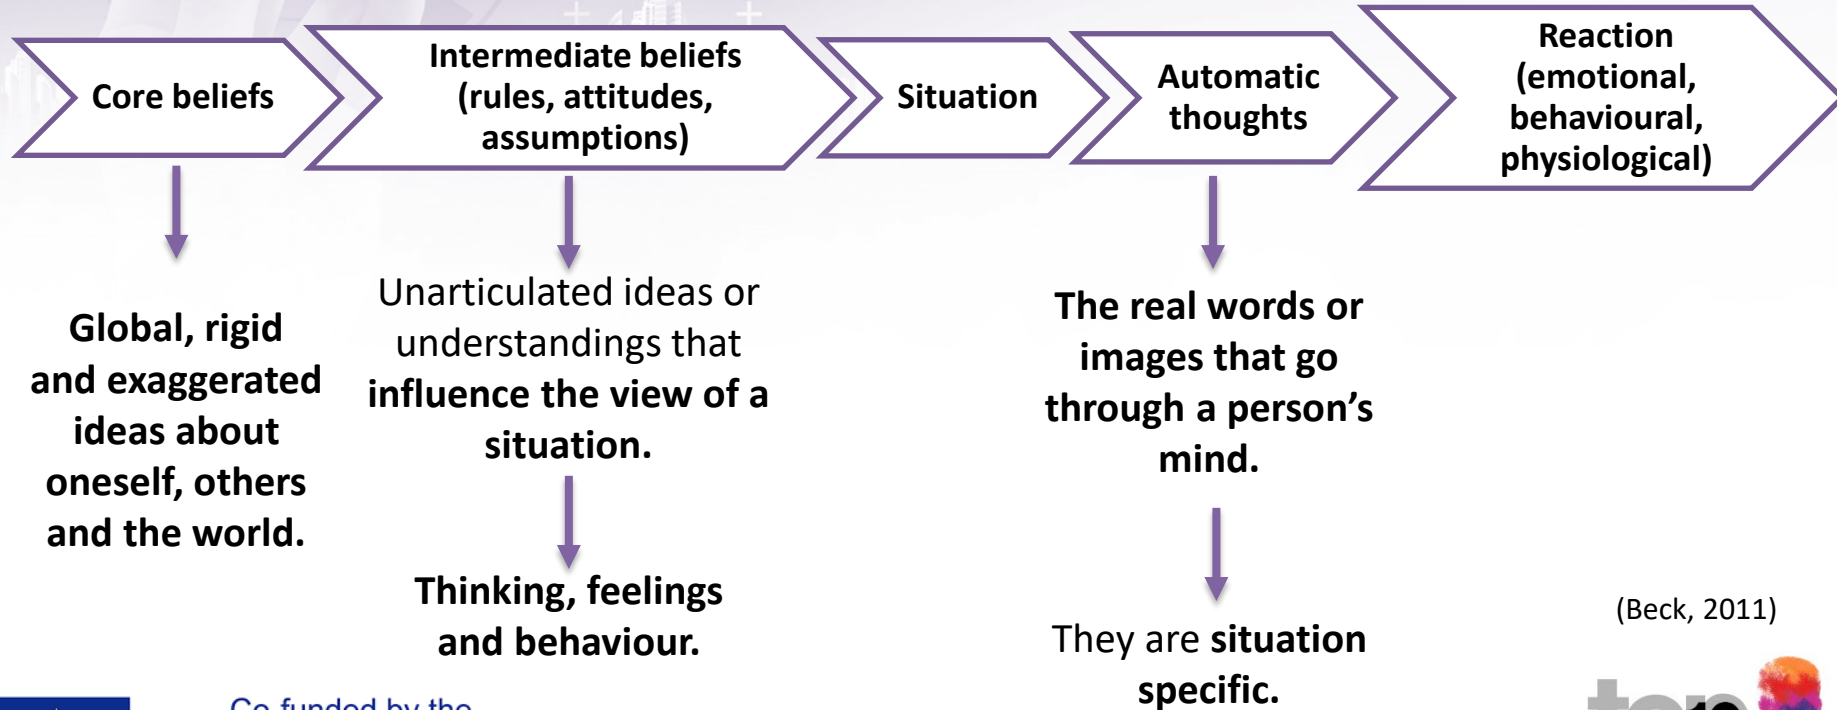 Core beliefs
Intermediate beliefs
(rules, attitudes,
assumptions)
Situation
Automatic
thoughts
Reaction
(emotional,
behavioural,
physiological)
Global, rigid
and exaggerated
ideas about
oneself, others
and the world.
Unarticulated ideas or
understandings that
influence the view of a
situation.
Thinking, feelings
and behaviour.
The real words or
images that go
through a person’s
mind.
They are situation
specific.
(Beck, 2011)
Co-funded by the